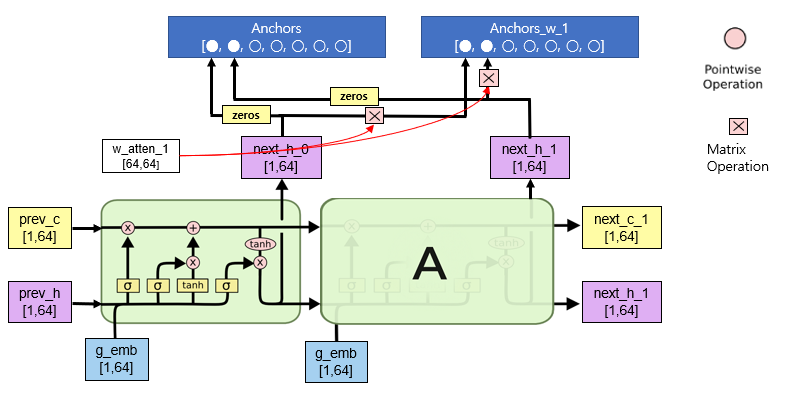 Anchors
[●, ●, ○, ○, ○, ○, ○]
Anchors_w_1
[●, ●, ○, ○, ○, ○, ○]
Pointwise
Operation
zeros
zeros
w_atten_1
[64,64]
next_h_0
[1,64]
next_h_1
[1,64]
Matrix
Operation
prev_c
[1,64]
x
+
tanh
x
x
σ
σ
tanh
σ
prev_h
[1,64]
g_emb
[1,64]
A
x
+
tanh
x
x
σ
σ
σ
g_emb
[1,64]
next_c_1
[1,64]
next_h_1
[1,64]